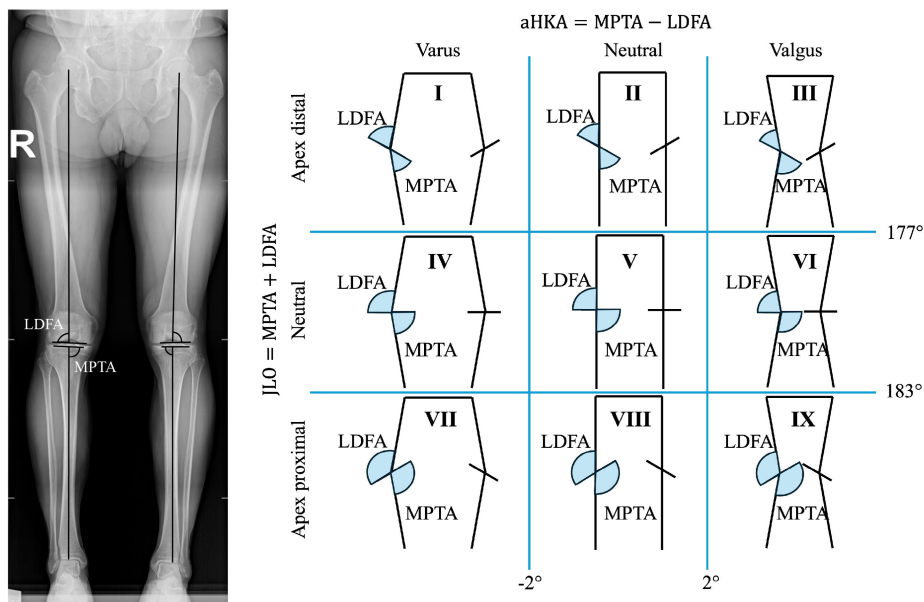 R
LDFA
MPTA
aHKA = MPTA − LDFA
Varus
Neutral
Valgus
JLO = MPTA + LDFA
Apex distal
I
LDFA
MPTA
II
LDFA
MPTA
III
LDFA
MPTA
177°
Neutral
IV
LDFA
MPTA
V
LDFA
MPTA
VI
LDFA
MPTA
183°
Apex proximal
VII
LDFA
MPTA
VIII
LDFA
MPTA
IX
LDFA
MPTA
-2°
2°